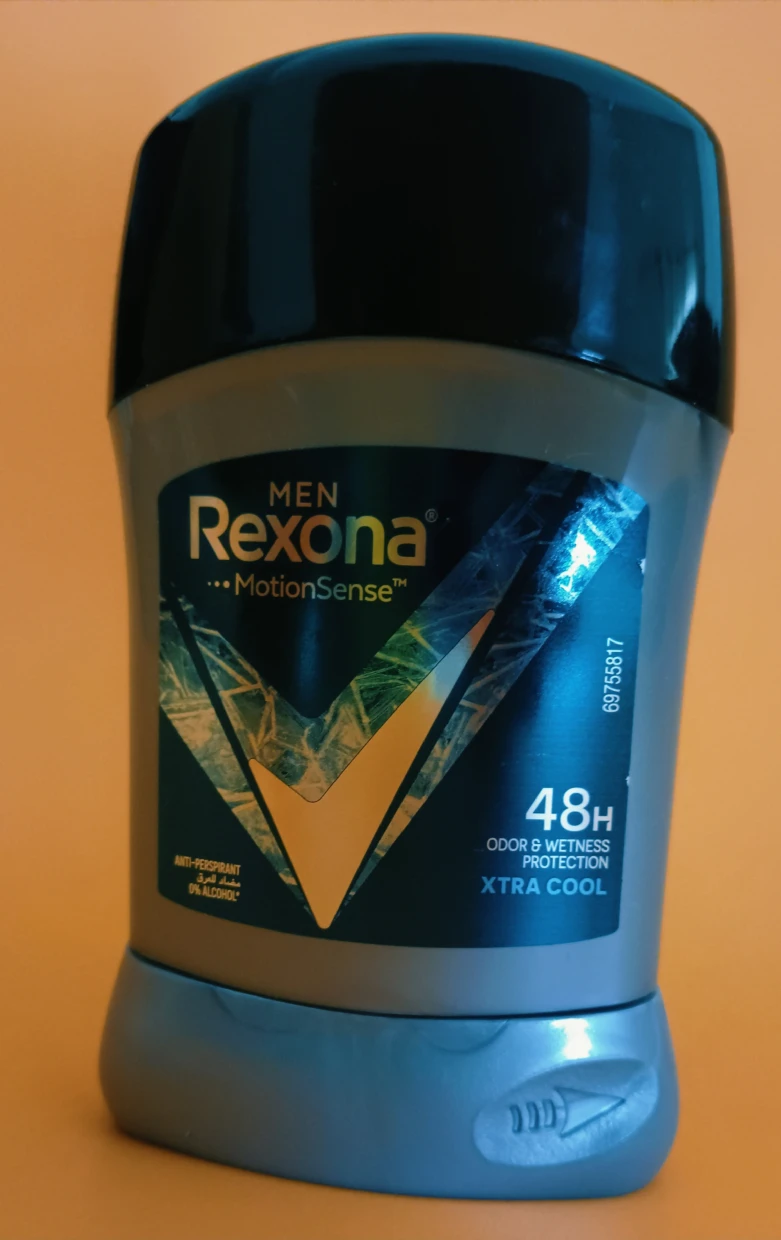 MEN
Rexona®
•••MotionSense™
69755817
48H
ODOR & WETNESS
PROTECTION
XTRA COOL
ANTI-PERSPIRANT
مضاد للعرق
0% ALCOHOL*